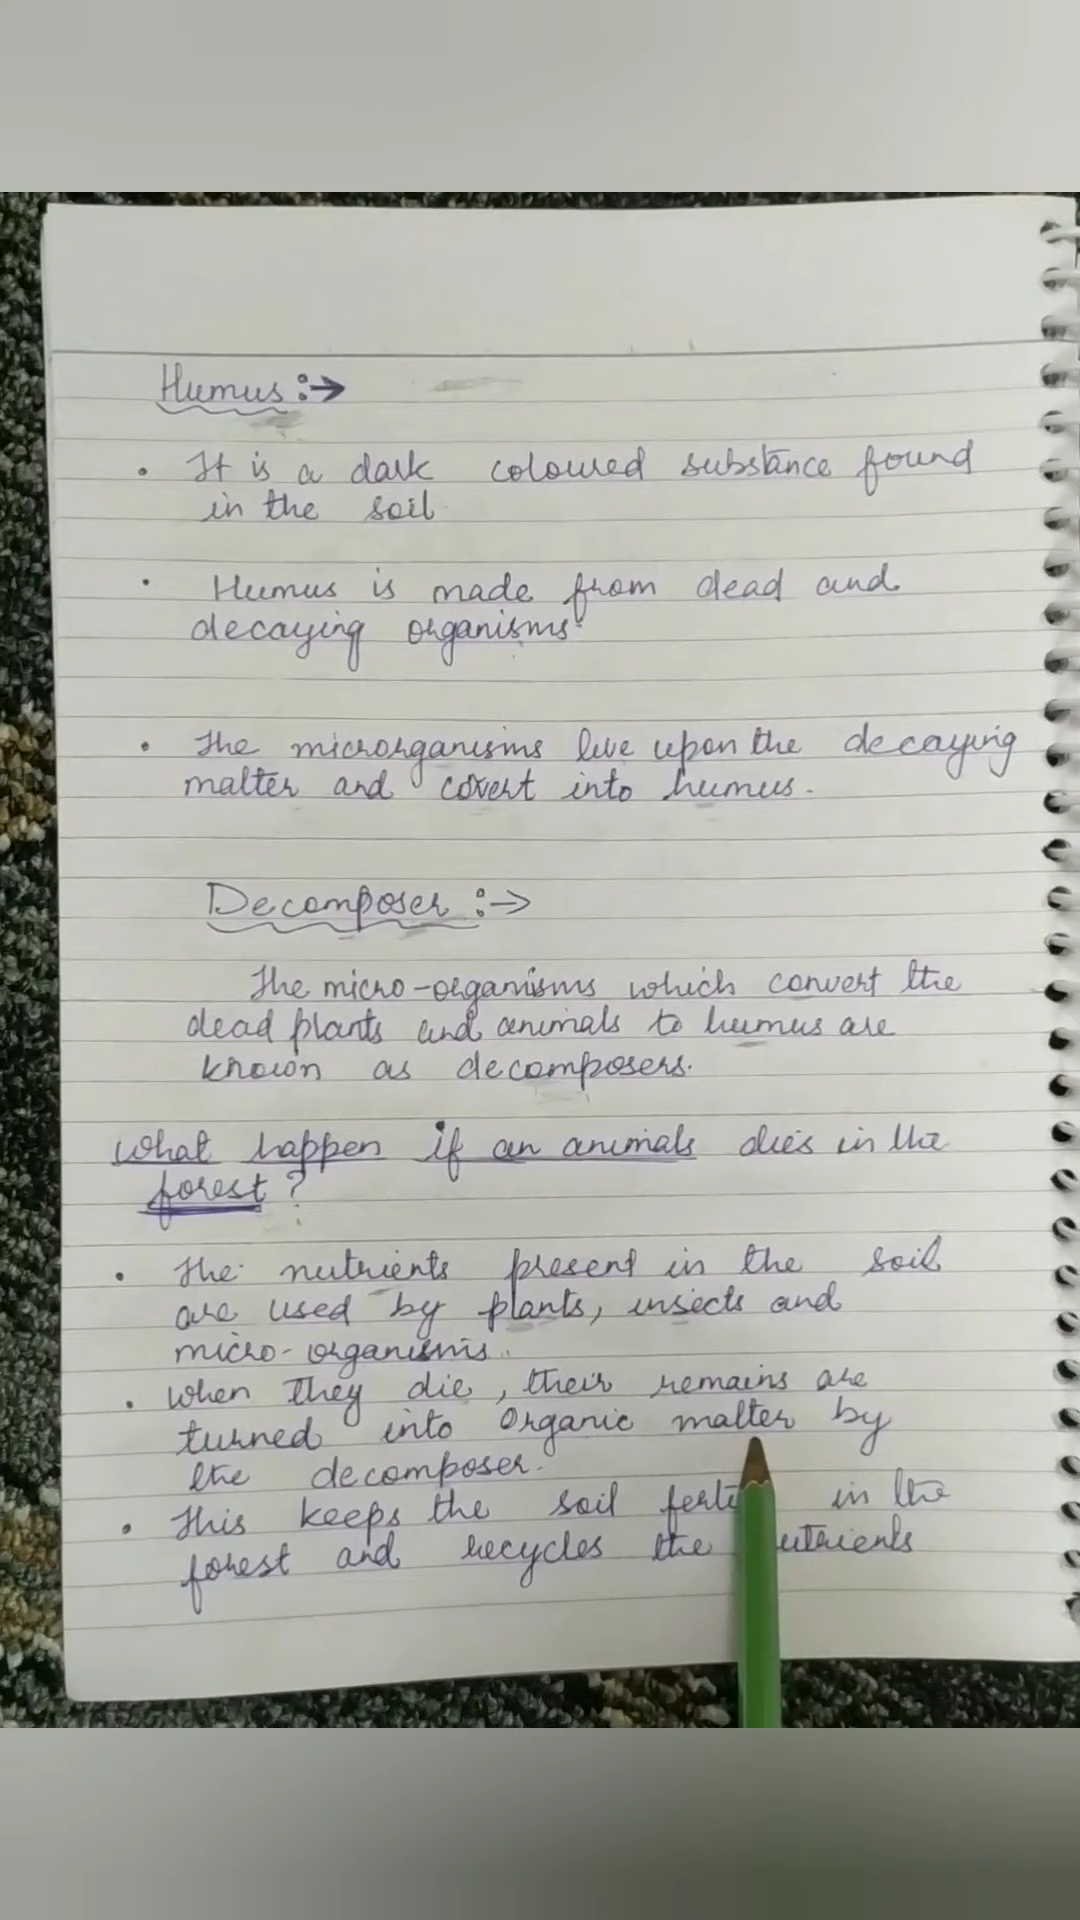 Humus :→
• It is a dark coloured substance found
in the soil
• Humus is made from dead and
decaying organisms.
• The microrganisms live upon the decaying
matter and covert into humus.
Decomposer :→
The micro-organisms which convert the
dead plants and animals to humus are
known as decomposers.
What happen if an animals dies in the
forest?
• The nutrients present in the soil
are used by plants, insects and
micro-organisms.
• When they die, their remains are
turned into organic matter by
the decomposer.
• This keeps the soil in the
forest and recycles the